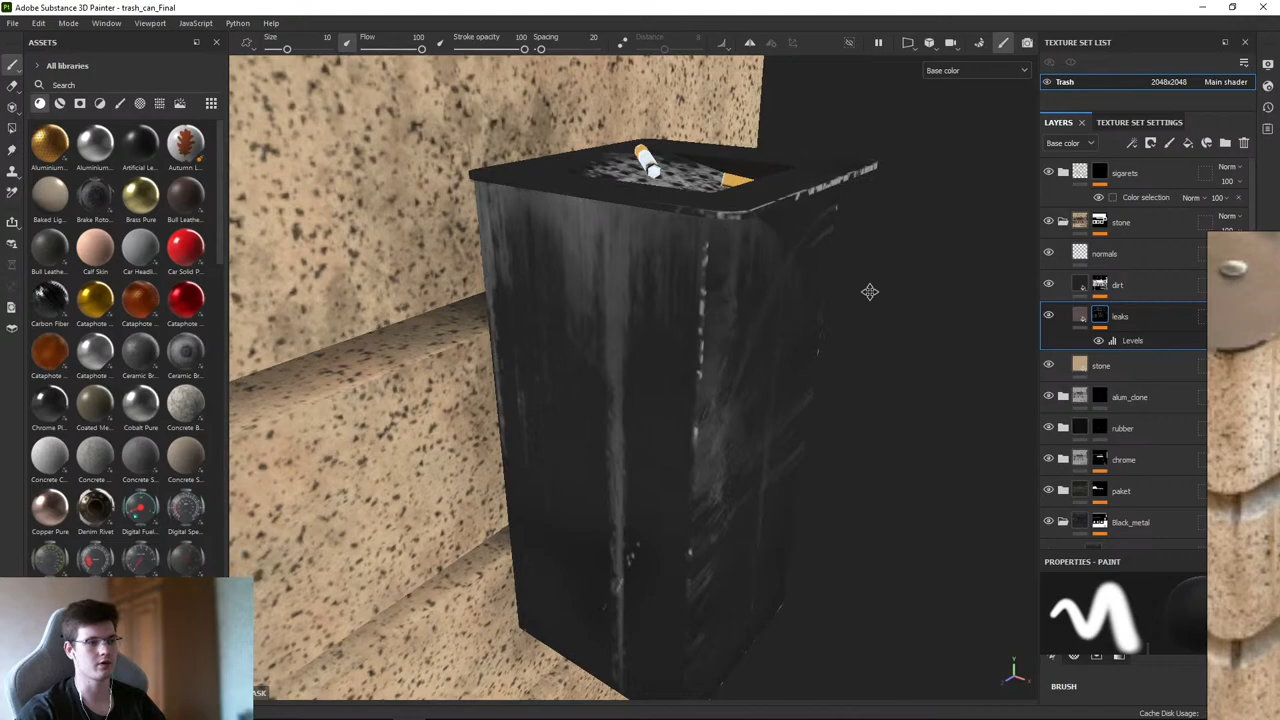 Adobe Substance 3D Painter - trash_can_Final
File Edit Mode Window Viewport JavaScript Python Help
ASSETS
Size 10 Flow 100 Stroke opacity 100 Spacing 20 Distance 8
TEXTURE SET LIST
All libraries
Search
Base color
Trash 2048x2048 Main shader
LAYERS TEXTURE SET SETTINGS
Base color
Aluminium... Aluminium... Artificial Le... Autumn L...
Baked Lig... Brake Roto... Brass Pure Bull Leather...
Bull Leathe... Calf Skin Car Headli... Car Solid P...
Carbon Fiber Cataphote ... Cataphote ... Cataphote ...
Cataphote ... Cataphote ... Ceramic Br... Ceramic Br...
Chrome Pu... Coated Me... Cobalt Pure Concrete B...
Concrete C... Concrete D... Concrete S... Concrete S...
Copper Pure Denim Rivet Digital Fuel... Digital Spe...
sigarets Norm
100
Color selection Norm 100
stone Norm
normals
dirt
leaks
Levels
stone
alum_clone
rubber
chrome
paket
Black_metal
PROPERTIES - PAINT
BRUSH
Cache Disk Usage: